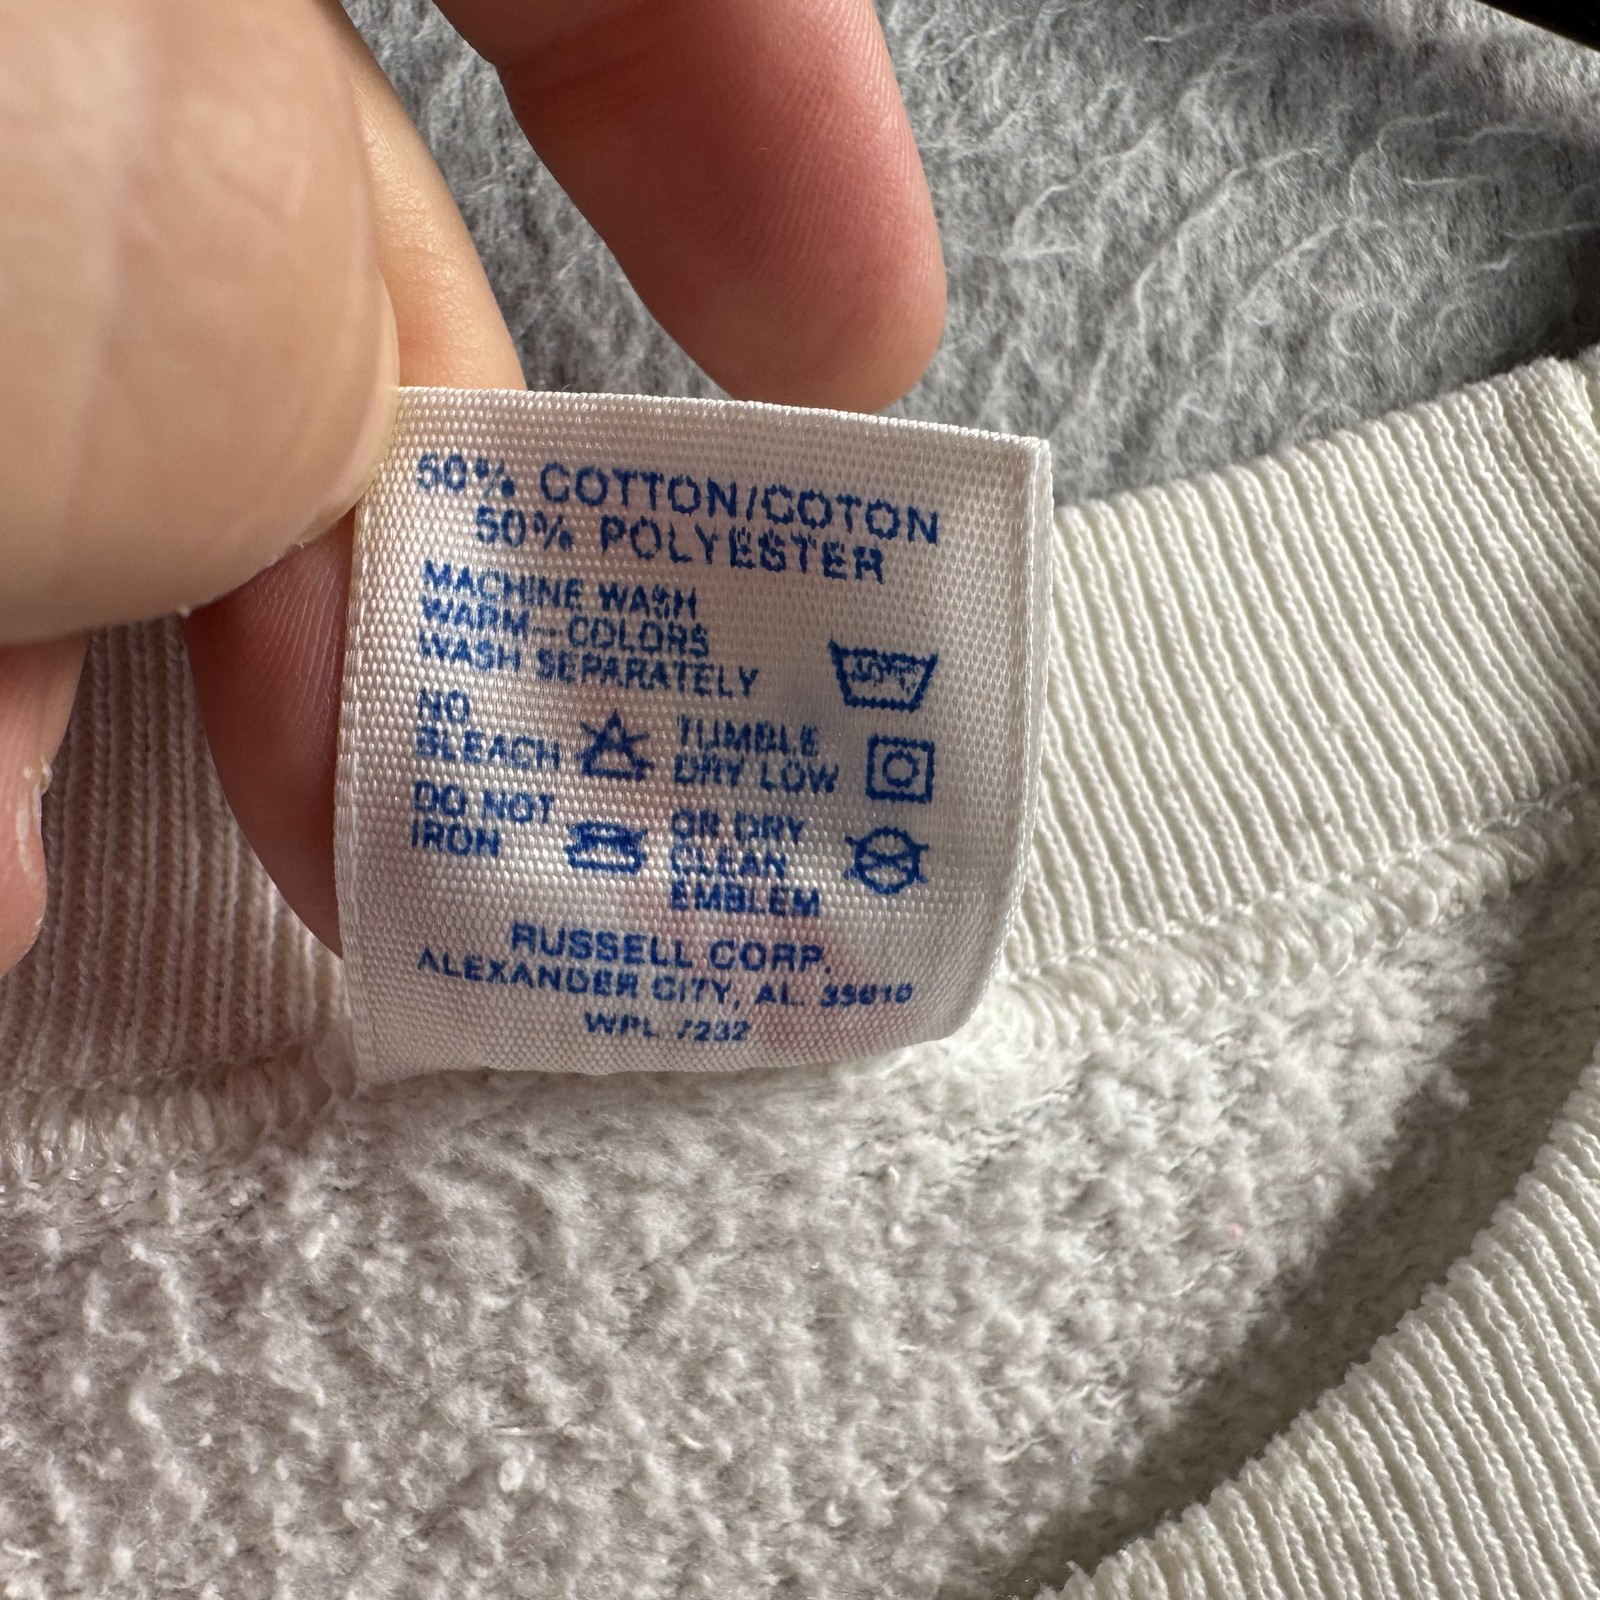 50% COTTON/COTON
50% POLYESTER
MACHINE WASH
WARM—COLORS
WASH SEPARATELY
NO
BLEACH
TUMBLE
DRY LOW
DO NOT
IRON
OR DRY
CLEAN
EMBLEM
RUSSELL CORP.
ALEXANDER CITY, AL. 35010
WPL 7232